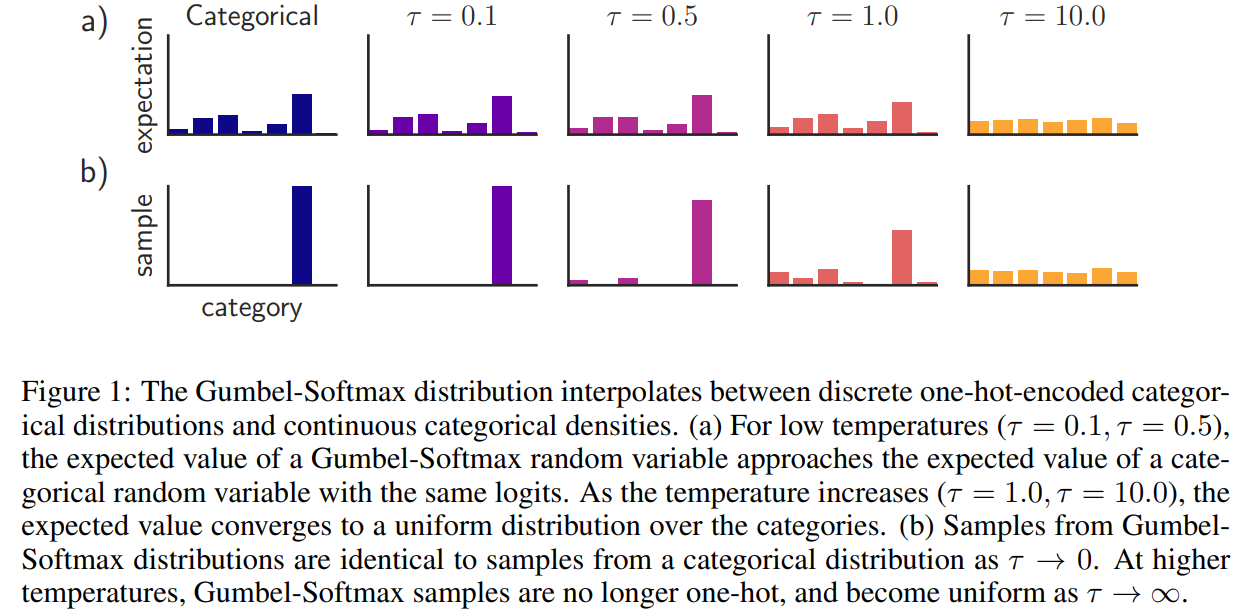 a) Categorical τ = 0.1 τ = 0.5 τ = 1.0 τ = 10.0
expectation
b)
sample
category
Figure 1: The Gumbel-Softmax distribution interpolates between discrete one-hot-encoded categor-
ical distributions and continuous categorical densities. (a) For low temperatures (τ = 0.1, τ = 0.5),
the expected value of a Gumbel-Softmax random variable approaches the expected value of a cate-
gorical random variable with the same logits. As the temperature increases (τ = 1.0, τ = 10.0), the
expected value converges to a uniform distribution over the categories. (b) Samples from Gumbel-
Softmax distributions are identical to samples from a categorical distribution as τ → 0. At higher
temperatures, Gumbel-Softmax samples are no longer one-hot, and become uniform as τ → ∞.